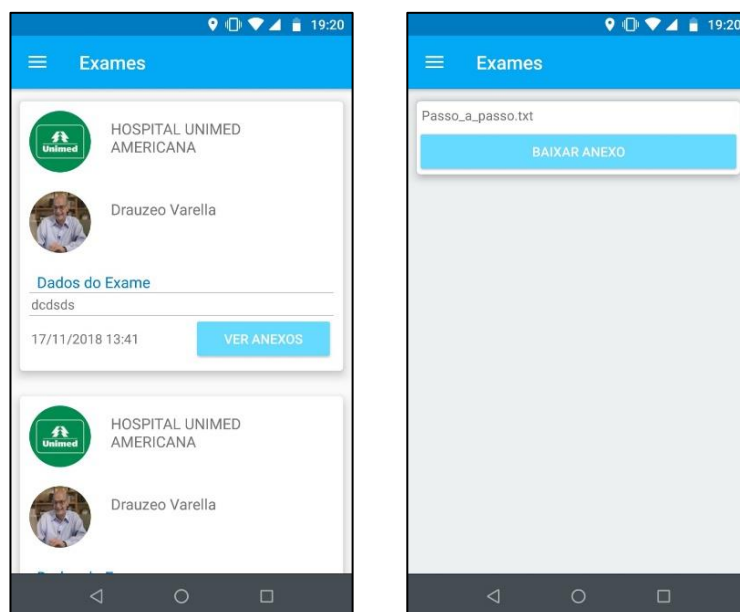 19:20
Exames
Unimed
HOSPITAL UNIMED
AMERICANA
Drauzeo Varella
Dados do Exame
dcdsds
17/11/2018 13:41
VER ANEXOS
Unimed
HOSPITAL UNIMED
AMERICANA
Drauzeo Varella
19:20
Exames
Passo_a_passo.txt
BAIXAR ANEXO